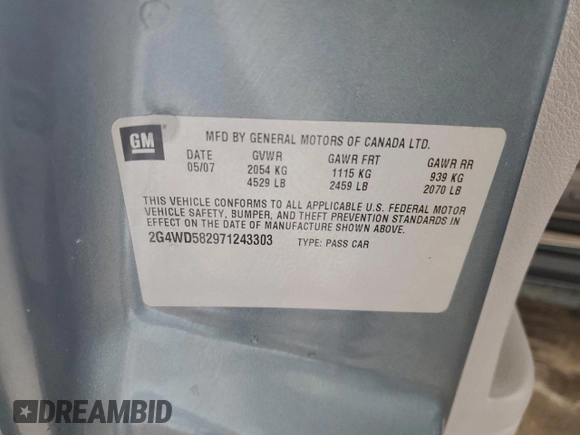 GM
MFD BY GENERAL MOTORS OF CANADA LTD.
DATE GVWR GAWR FRT GAWR RR
05/07 2054 KG 1115 KG 939 KG
4529 LB 2459 LB 2070 LB
THIS VEHICLE CONFORMS TO ALL APPLICABLE U.S. FEDERAL MOTOR
VEHICLE SAFETY, BUMPER, AND THEFT PREVENTION STANDARDS IN
EFFECT ON THE DATE OF MANUFACTURE SHOWN ABOVE.
2G4WD582971243303 TYPE: PASS CAR
DREAMBID